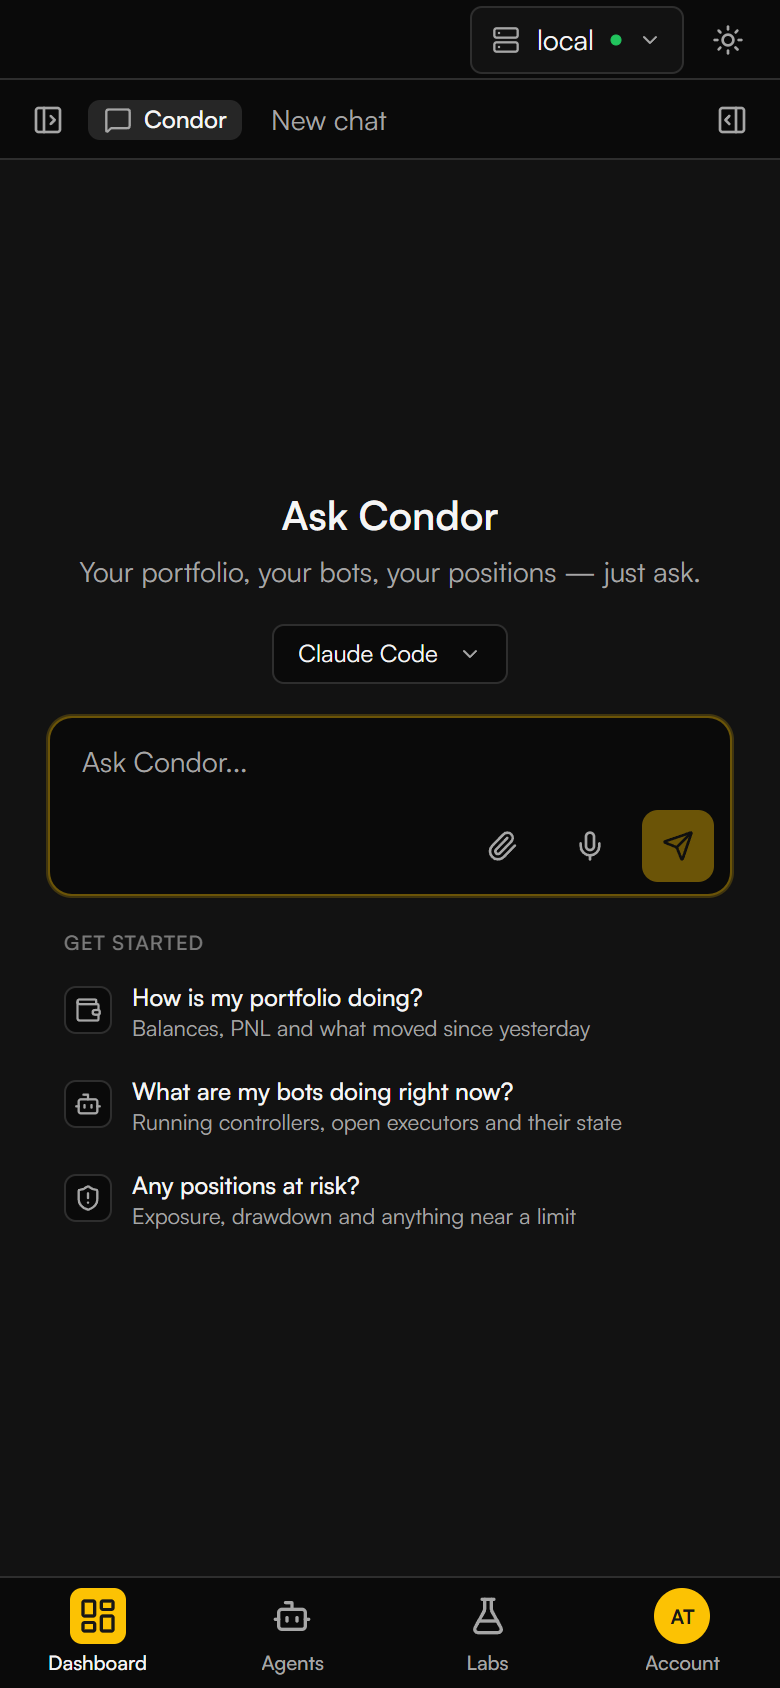 local
Condor
New chat
Ask Condor
Your portfolio, your bots, your positions — just ask.
Claude Code
Ask Condor...
GET STARTED
How is my portfolio doing?
Balances, PNL and what moved since yesterday
What are my bots doing right now?
Running controllers, open executors and their state
Any positions at risk?
Exposure, drawdown and anything near a limit
AT
Dashboard
Agents
Labs
Account